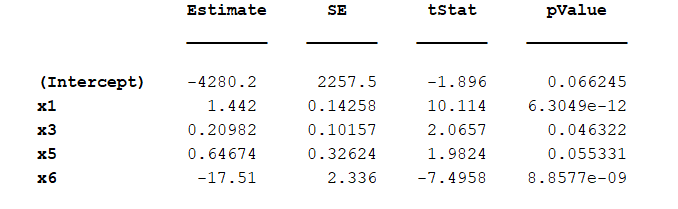 Estimate SE tStat pValue
(Intercept) -4280.2 2257.5 -1.896 0.066245
x1 1.442 0.14258 10.114 6.3049e-12
x3 0.20982 0.10157 2.0657 0.046322
x5 0.64674 0.32624 1.9824 0.055331
x6 -17.51 2.336 -7.4958 8.8577e-09